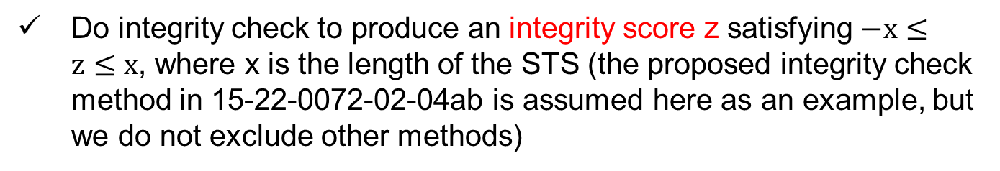 ✓ Do integrity check to produce an integrity score z satisfying −x ≤
z ≤ x, where x is the length of the STS (the proposed integrity check
method in 15-22-0072-02-04ab is assumed here as an example, but
we do not exclude other methods)